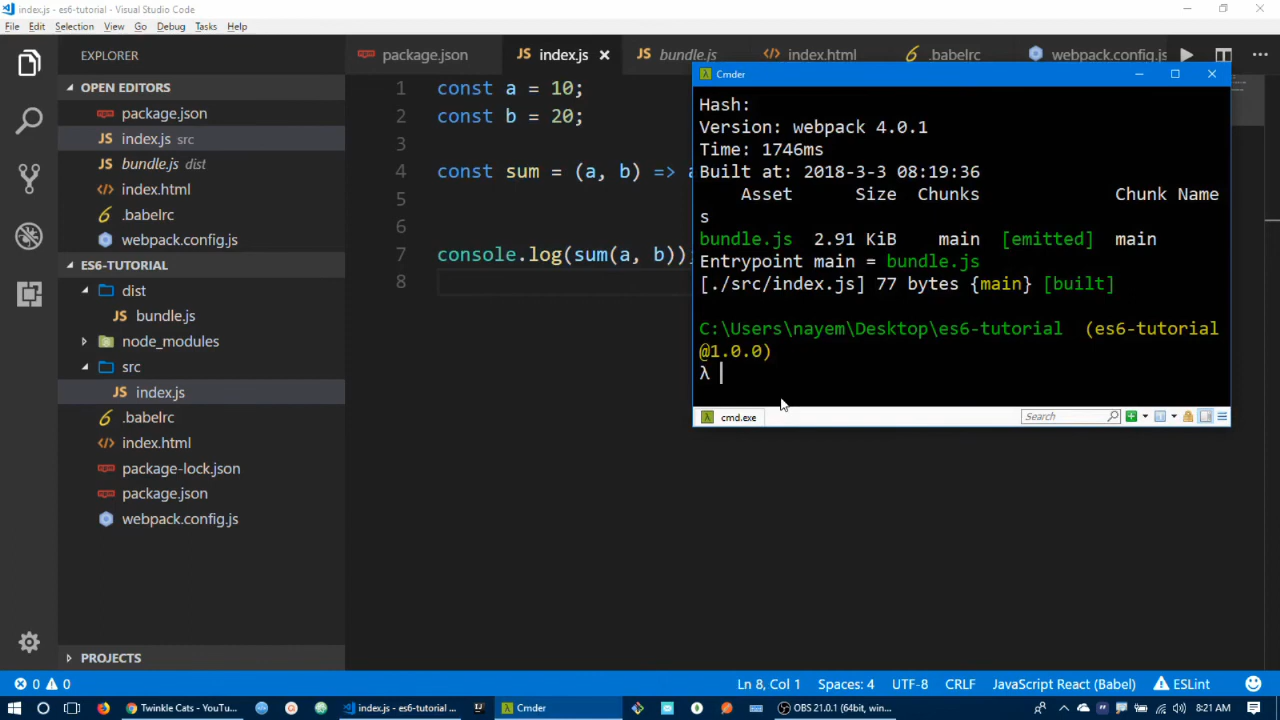 index.js - es6-tutorial - Visual Studio Code
File Edit Selection View Go Debug Tasks Help
EXPLORER
OPEN EDITORS
package.json
index.js src
bundle.js dist
index.html
.babelrc
webpack.config.js
ES6-TUTORIAL
dist
bundle.js
node_modules
src
index.js
.babelrc
index.html
package-lock.json
package.json
webpack.config.js
PROJECTS
package.json index.js bundle.js index.html .babelrc webpack.config.js
1 const a = 10;
2 const b = 20;
3
4 const sum = (a, b) => a
5
6
7 console.log(sum(a, b));
8
Cmder
Hash:
Version: webpack 4.0.1
Time: 1746ms
Built at: 2018-3-3 08:19:36
Asset Size Chunks Chunk Name
s
bundle.js 2.91 KiB main [emitted] main
Entrypoint main = bundle.js
[./src/index.js] 77 bytes {main} [built]
C:\Users\nayem\Desktop\es6-tutorial (es6-tutorial
@1.0.0)
λ
cmd.exe Search
0 0 Ln 8, Col 1 Spaces: 4 UTF-8 CRLF JavaScript React (Babel) ESLint
Twinkle Cats - YouTu... index.js - es6-tutorial ... Cmder OBS 21.0.1 (64bit, win... 8:21 AM